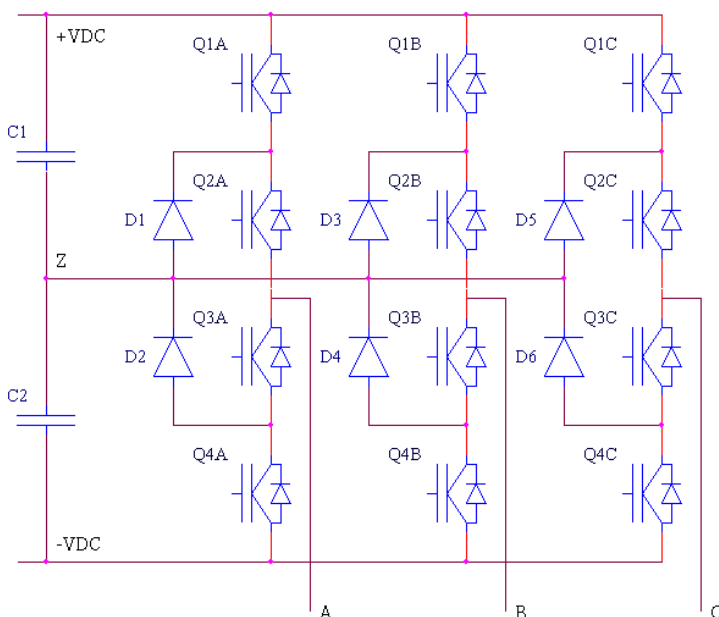 +VDC
Q1A Q1B Q1C
C1
Q2A Q2B Q2C
D1 D3 D5
Z
Q3A Q3B Q3C
D2 D4 D6
C2
Q4A Q4B Q4C
-VDC
A B C